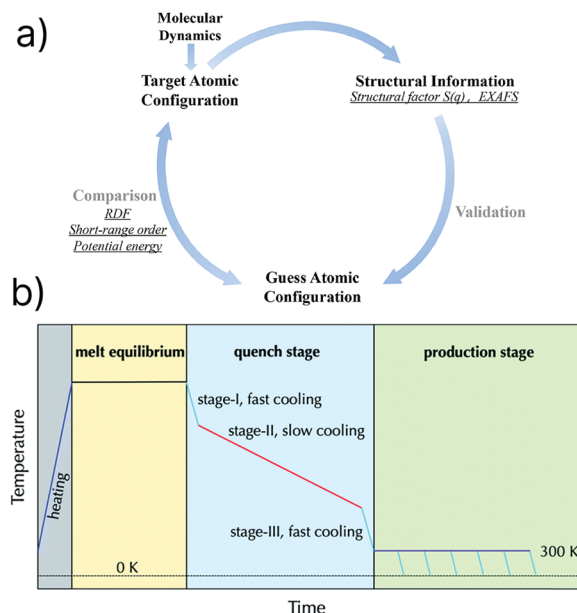 a)
Molecular
Dynamics
Target Atomic
Configuration
Structural Information
Structural factor S(q), EXAFS
Comparison
RDF
Short-range order
Potential energy
Validation
Guess Atomic
Configuration
b)
melt equilibrium
quench stage
production stage
stage-I, fast cooling
stage-II, slow cooling
heating
stage-III, fast cooling
300 K
0 K
Temperature
Time